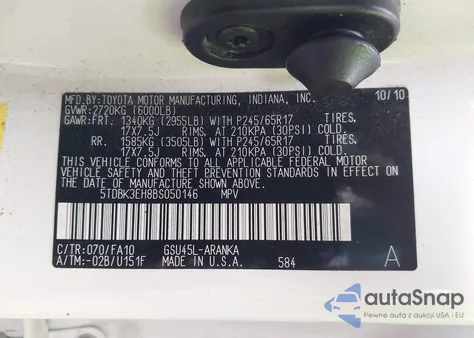 MFD.BY:TOYOTA MOTOR MANUFACTURING, INDIANA, INC. 10/10
GVWR:2720KG (6000LB)
GAWR:FRT. 1340KG (2955LB) WITH P245/65R17 TIRES,
17X7.5J RIMS, AT 210KPA (30PSI) COLD.
RR. 1585KG (3505LB) WITH P245/65R17 TIRES,
17X7.5J RIMS, AT 210KPA (30PSI) COLD.
THIS VEHICLE CONFORMS TO ALL APPLICABLE FEDERAL MOTOR
VEHICLE SAFETY STANDARDS IN EFFECT ON THE DATE OF
MANUFACTURE SHOWN ABOVE.
5TDBK3EH8BS050146 MPV
C/TR:070/FA10 GSU45L-ARANKA
A/TM:-02B/U151F MADE IN U.S.A. 584 A
autaSnap
Pewne auta z aukcji USA i EU